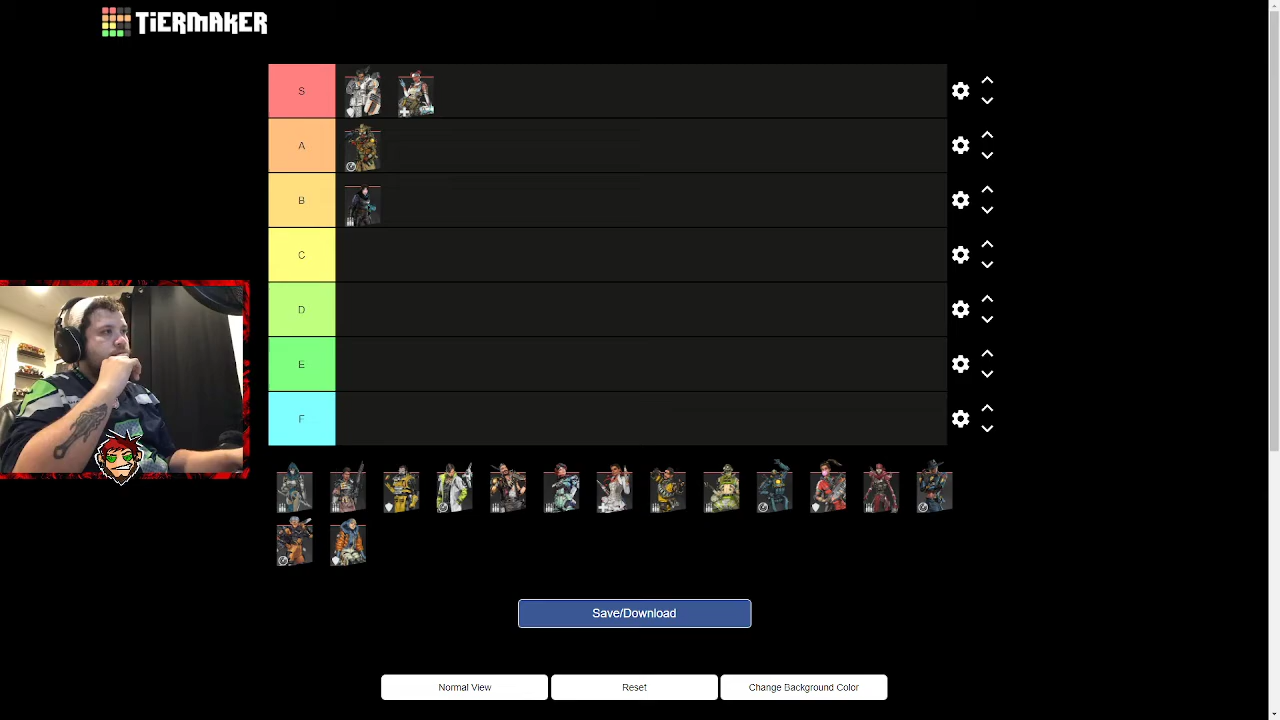 TiERMAKER
S
A
B
C
D
E
F
Save/Download
Normal View
Reset
Change Background Color